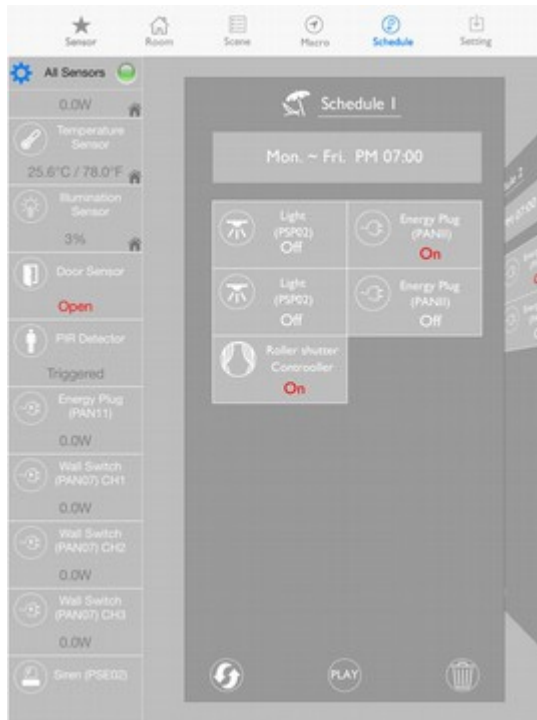 Sensor
Room
Scene
Macro
Schedule
Setting
All Sensors
0.0W
Temperature
Sensor
25.6°C / 78.0°F
Illumination
Sensor
3%
Door Sensor
Open
PIR Detector
Triggered
Energy Plug
(PAN11)
0.0W
Wall Switch
(PAN07) CH1
0.0W
Wall Switch
(PAN07) CH2
0.0W
Wall Switch
(PAN07) CH3
0.0W
Siren (PSE02)
Schedule 1
Mon. ~ Fri. PM 07:00
Light
(PSP02)
Off
Energy Plug
(PAN11)
On
Light
(PSP02)
Off
Energy Plug
(PAN11)
Off
Roller shutter
Controoller
On
PLAY